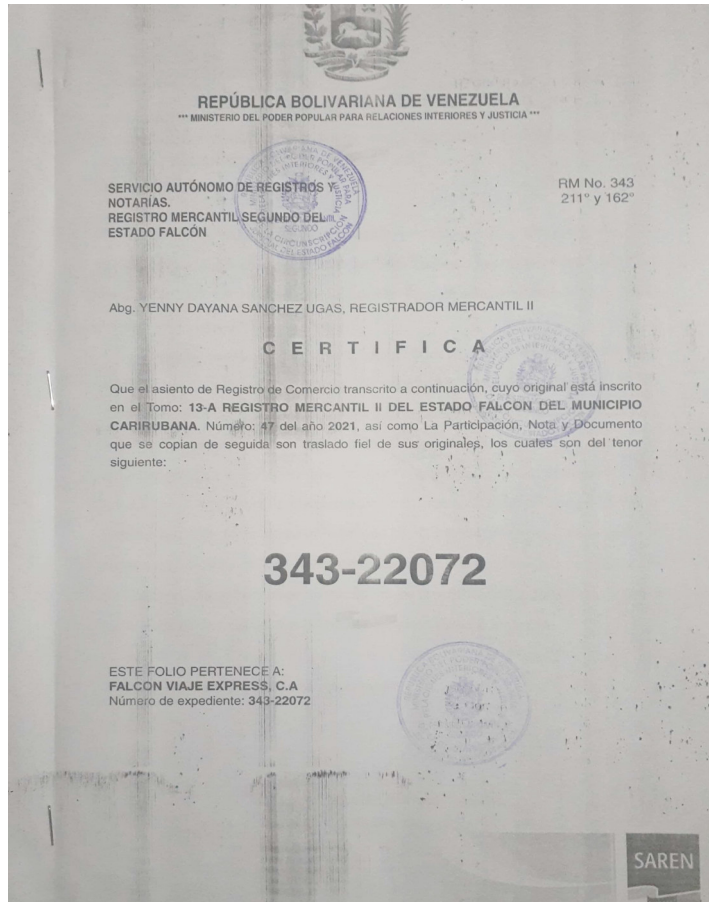 REPÚBLICA BOLIVARIANA DE VENEZUELA
*** MINISTERIO DEL PODER POPULAR PARA RELACIONES INTERIORES Y JUSTICIA ***
SERVICIO AUTÓNOMO DE REGISTROS Y
NOTARÍAS.
REGISTRO MERCANTIL SEGUNDO DEL
ESTADO FALCÓN
RM No. 343
211° y 162°
Abg. YENNY DAYANA SANCHEZ UGAS, REGISTRADOR MERCANTIL II
C E R T I F I C A
Que el asiento de Registro de Comercio transcrito a continuación, cuyo original está inscrito
en el Tomo: 13-A REGISTRO MERCANTIL II DEL ESTADO FALCON DEL MUNICIPIO
CARIRUBANA. Número: 47 del año 2021, así como La Participación, Nota y Documento
que se copian de seguida son traslado fiel de sus originales, los cuales son del tenor
siguiente:
343-22072
ESTE FOLIO PERTENECE A:
FALCON VIAJE EXPRESS, C.A
Número de expediente: 343-22072
SAREN